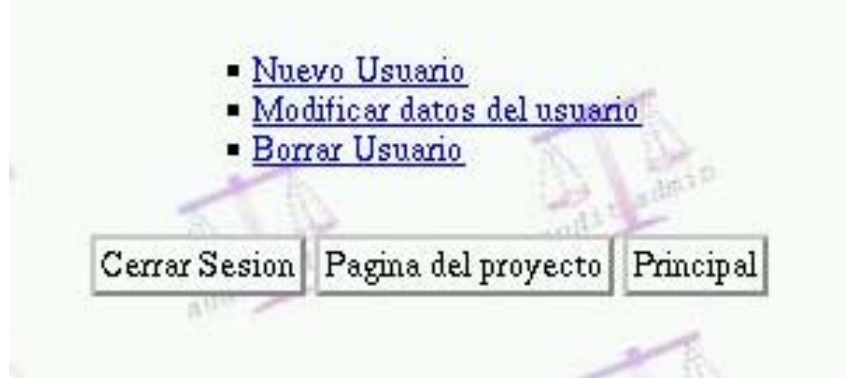 Nuevo Usuario
Modificar datos del usuario
Borrar Usuario
Cerrar Sesion Pagina del proyecto Principal